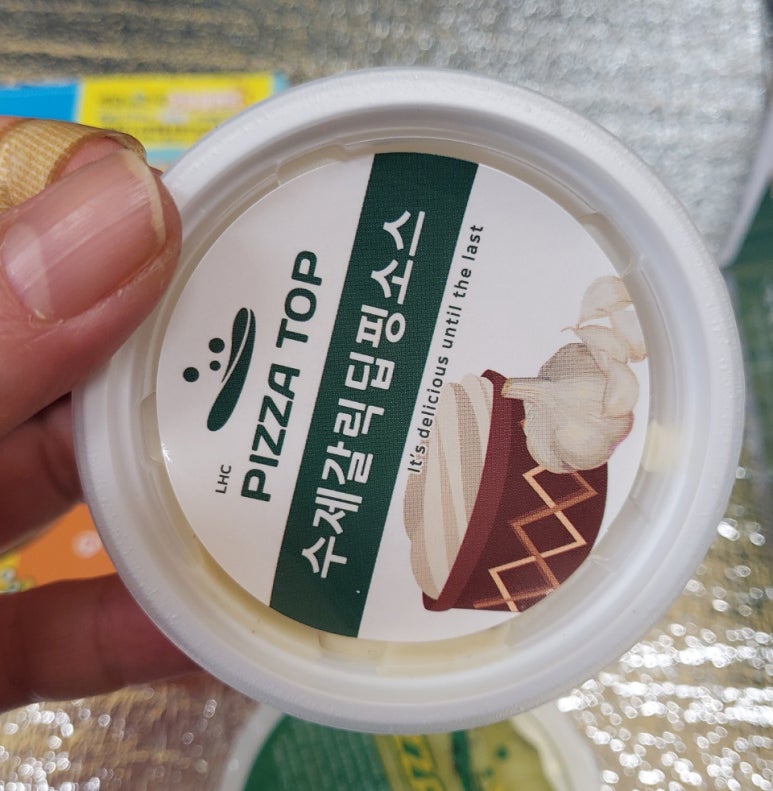 LHC
PIZZA TOP
수제갈릭딥핑소스
It's delicious until the last